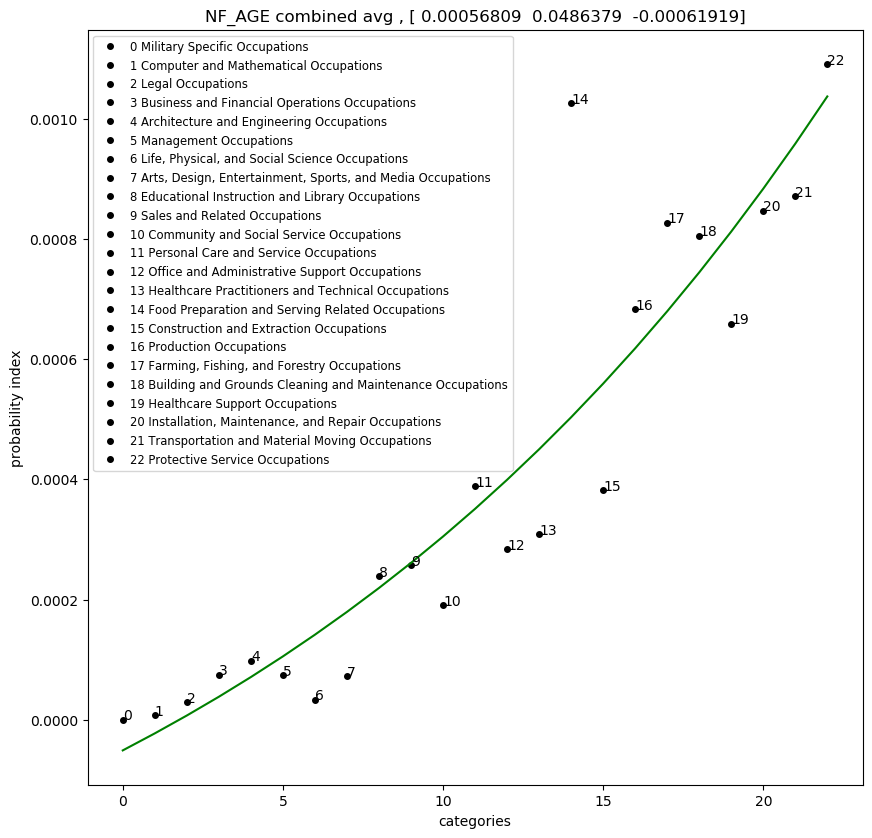 NF_AGE combined avg , [ 0.00056809  0.0486379  -0.00061919]
0 Military Specific Occupations
1 Computer and Mathematical Occupations
2 Legal Occupations
3 Business and Financial Operations Occupations
4 Architecture and Engineering Occupations
5 Management Occupations
6 Life, Physical, and Social Science Occupations
7 Arts, Design, Entertainment, Sports, and Media Occupations
8 Educational Instruction and Library Occupations
9 Sales and Related Occupations
10 Community and Social Service Occupations
11 Personal Care and Service Occupations
12 Office and Administrative Support Occupations
13 Healthcare Practitioners and Technical Occupations
14 Food Preparation and Serving Related Occupations
15 Construction and Extraction Occupations
16 Production Occupations
17 Farming, Fishing, and Forestry Occupations
18 Building and Grounds Cleaning and Maintenance Occupations
19 Healthcare Support Occupations
20 Installation, Maintenance, and Repair Occupations
21 Transportation and Material Moving Occupations
22 Protective Service Occupations
probability index
0.0010
0.0008
0.0006
0.0004
0.0002
0.0000
0
1
2
3
4
5
6
7
8
9
10
11
12
13
14
15
16
17
18
19
20
21
22
0
5
10
15
20
categories